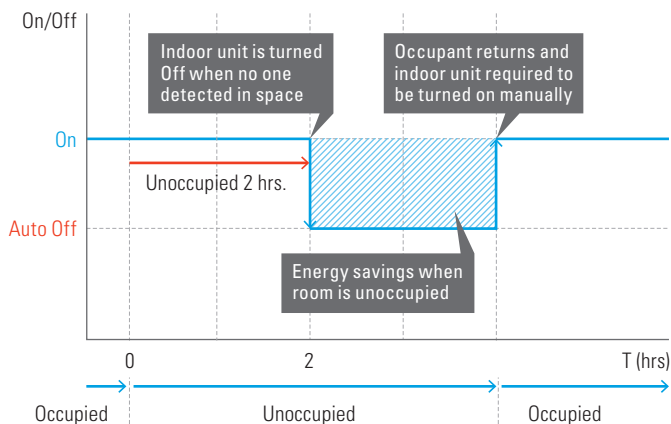 On/Off
Indoor unit is turned
Off when no one
detected in space
Occupant returns and
indoor unit required to
be turned on manually
On
Unoccupied 2 hrs.
Auto Off
Energy savings when
room is unoccupied
0 2 T (hrs)
Occupied Unoccupied Occupied